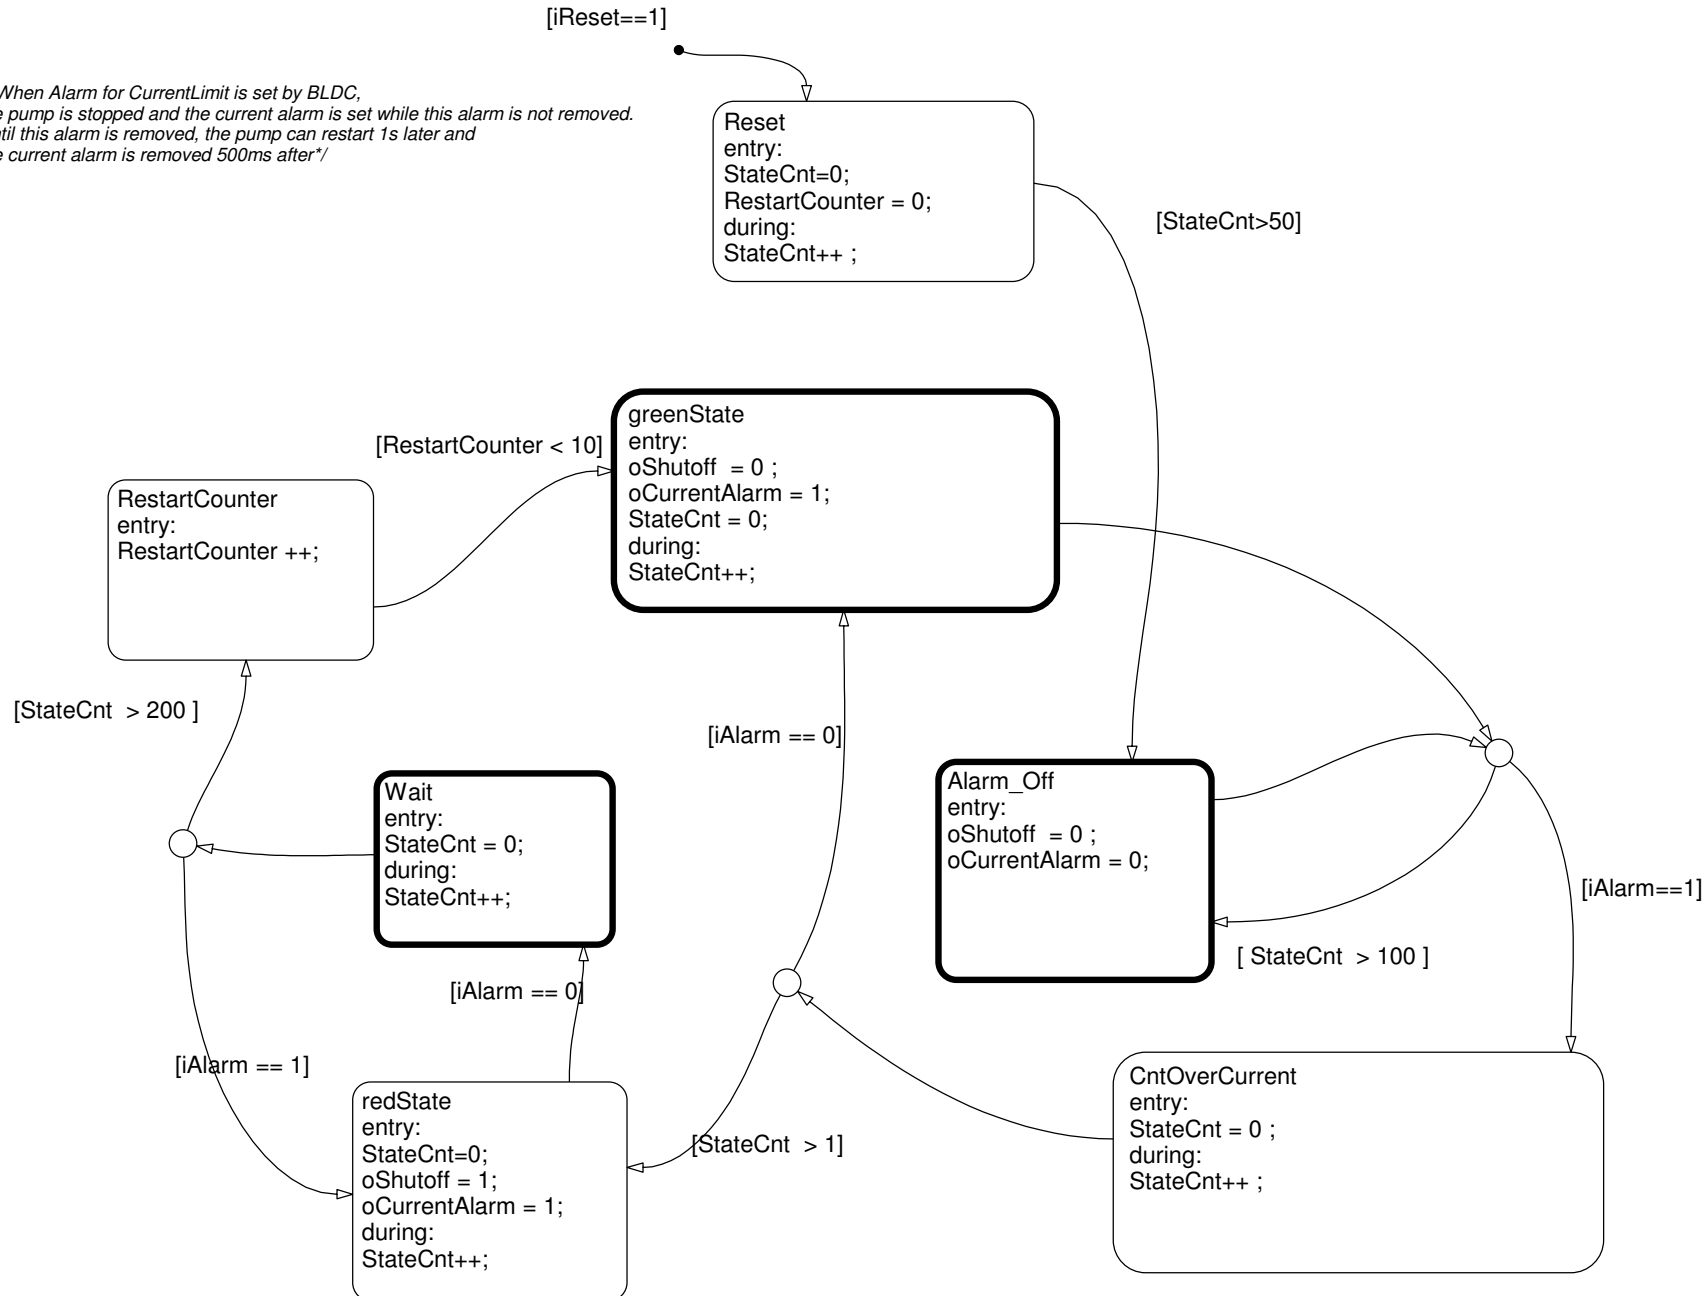 [iReset==1]
When Alarm for CurrentLimit is set by BLDC,
e pump is stopped and the current alarm is set while this alarm is not removed.
til this alarm is removed, the pump can restart 1s later and
e current alarm is removed 500ms after*/
Reset
entry:
StateCnt=0;
RestartCounter = 0;
during:
StateCnt++ ;
[StateCnt>50]
greenState
entry:
oShutoff  = 0 ;
oCurrentAlarm = 1;
StateCnt = 0;
during:
StateCnt++;
[RestartCounter < 10]
RestartCounter
entry:
RestartCounter ++;
[StateCnt  > 200 ]
[iAlarm == 0]
Wait
entry:
StateCnt = 0;
during:
StateCnt++;
Alarm_Off
entry:
oShutoff  = 0 ;
oCurrentAlarm = 0;
[iAlarm==1]
[ StateCnt  > 100 ]
[iAlarm == 0]
[iAlarm == 1]
redState
entry:
StateCnt=0;
oShutoff = 1;
oCurrentAlarm = 1;
during:
StateCnt++;
[StateCnt  > 1]
CntOverCurrent
entry:
StateCnt = 0 ;
during:
StateCnt++ ;